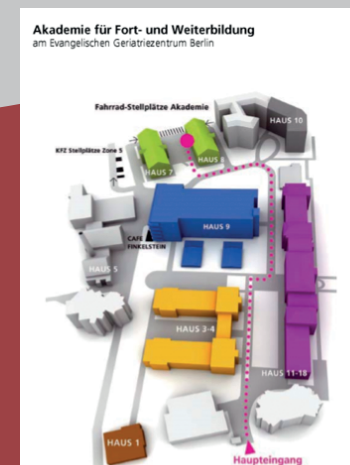 Akademie für Fort- und Weiterbildung
am Evangelischen Geriatriezentrum Berlin
Fahrrad-Stellplätze Akademie
HAUS 10
KFZ Stellplätze Zone 5
HAUS 8
HAUS 7
HAUS 9
CAFE
FINKELSTEIN
HAUS 5
HAUS 3-4
HAUS 11-18
HAUS 1
Haupteingang